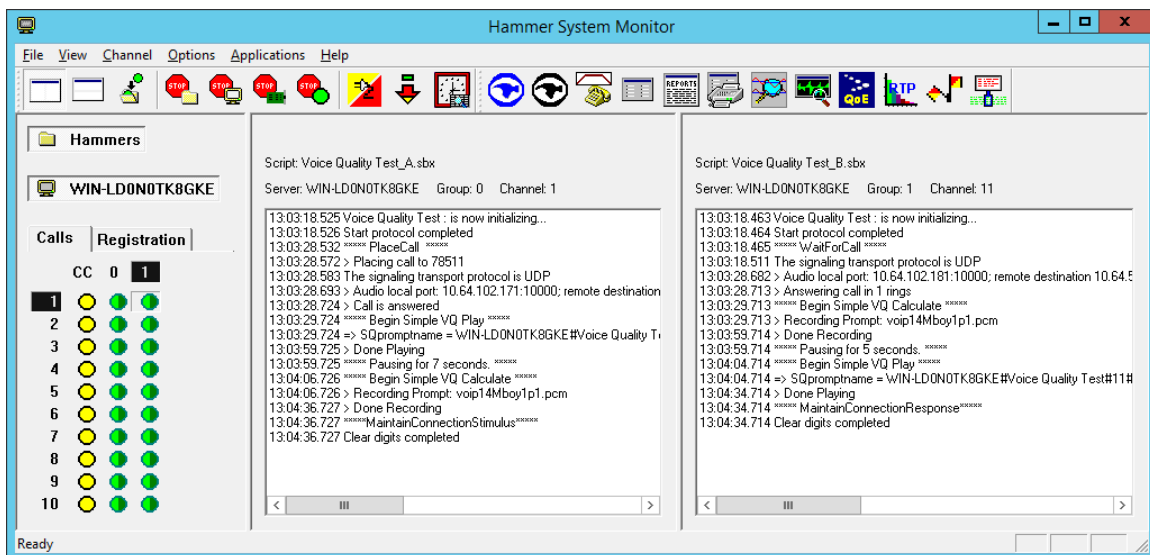 Hammer System Monitor
File View Channel Options Applications Help
STOP STOP STOP STOP REPORTS QoE RTP
Hammers
WIN-LD0N0TK8GKE
Calls Registration
CC 0 1
1
2
3
4
5
6
7
8
9
10
Script: Voice Quality Test_A.sbx
Server: WIN-LD0N0TK8GKE Group: 0 Channel: 1
13:03:18.525 Voice Quality Test : is now initializing...
13:03:18.526 Start protocol completed
13:03:28.532 ***** PlaceCall *****
13:03:28.572 > Placing call to 78511
13:03:28.583 The signaling transport protocol is UDP
13:03:28.693 > Audio local port: 10.64.102.171:10000; remote destination
13:03:28.724 > Call is answered
13:03:29.724 ***** Begin Simple VQ Play *****
13:03:29.724 => SQpromptname = WIN-LD0N0TK8GKE#Voice Quality T
13:03:59.725 > Done Playing
13:03:59.725 ***** Pausing for 7 seconds. *****
13:04:06.726 ***** Begin Simple VQ Calculate *****
13:04:06.726 > Recording Prompt: voip14Mboy1p1.pcm
13:04:36.727 > Done Recording
13:04:36.727 *****MaintainConnectionStimulus*****
13:04:36.727 Clear digits completed
Script: Voice Quality Test_B.sbx
Server: WIN-LD0N0TK8GKE Group: 1 Channel: 11
13:03:18.463 Voice Quality Test : is now initializing...
13:03:18.464 Start protocol completed
13:03:18.465 ***** WaitForCall *****
13:03:18.511 The signaling transport protocol is UDP
13:03:28.682 > Audio local port: 10.64.102.181:10000; remote destination 10.64.5
13:03:28.713 > Answering call in 1 rings
13:03:29.713 ***** Begin Simple VQ Calculate *****
13:03:29.713 > Recording Prompt: voip14Mboy1p1.pcm
13:03:59.714 > Done Recording
13:03:59.714 ***** Pausing for 5 seconds. *****
13:04:04.714 ***** Begin Simple VQ Play *****
13:04:04.714 => SQpromptname = WIN-LD0N0TK8GKE#Voice Quality Test#11#
13:04:34.714 > Done Playing
13:04:34.714 ***** MaintainConnectionResponse*****
13:04:34.714 Clear digits completed
Ready